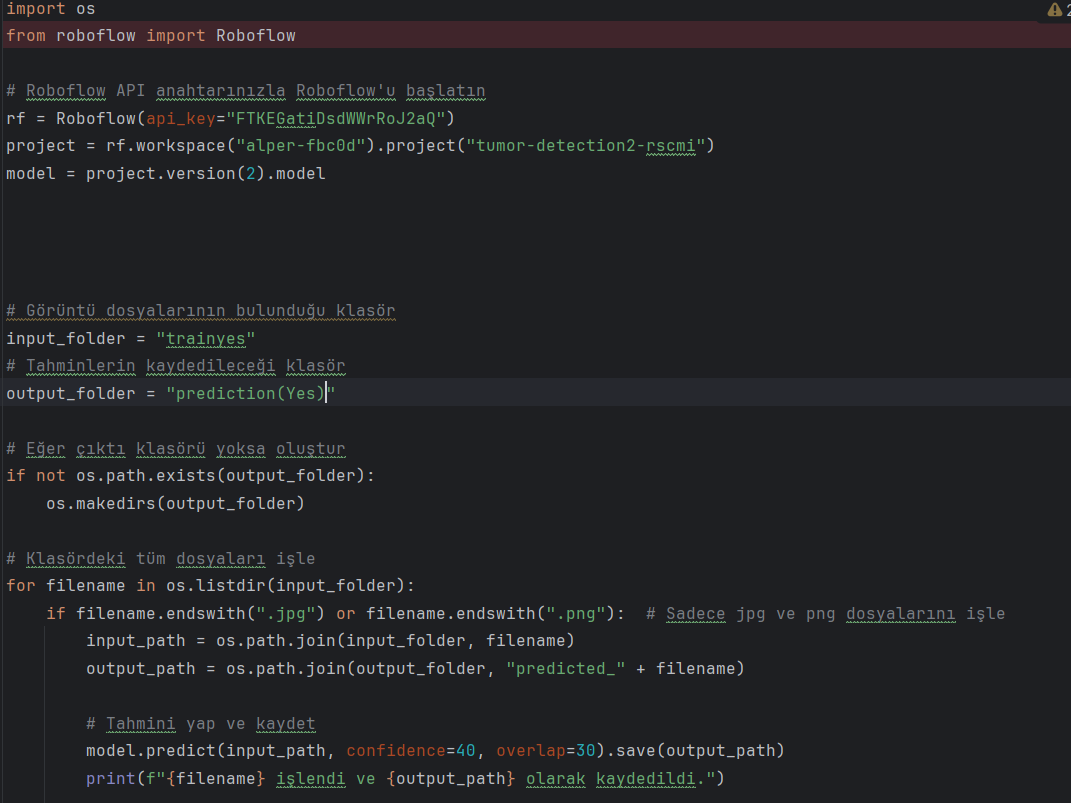 import os
from roboflow import Roboflow
# Roboflow API anahtarınızla Roboflow'u başlatın
rf = Roboflow(api_key="FTKEGatiDsdWWrRoJ2aQ")
project = rf.workspace("alper-fbc0d").project("tumor-detection2-rscmi")
model = project.version(2).model
# Görüntü dosyalarının bulunduğu klasör
input_folder = "trainyes"
# Tahminlerin kaydedileceği klasör
output_folder = "prediction(Yes)"
# Eğer çıktı klasörü yoksa oluştur
if not os.path.exists(output_folder):
    os.makedirs(output_folder)
# Klasördeki tüm dosyaları işle
for filename in os.listdir(input_folder):
    if filename.endswith(".jpg") or filename.endswith(".png"):  # Sadece jpg ve png dosyalarını işle
        input_path = os.path.join(input_folder, filename)
        output_path = os.path.join(output_folder, "predicted_" + filename)
        # Tahmini yap ve kaydet
        model.predict(input_path, confidence=40, overlap=30).save(output_path)
        print(f"{filename} işlendi ve {output_path} olarak kaydedildi.")